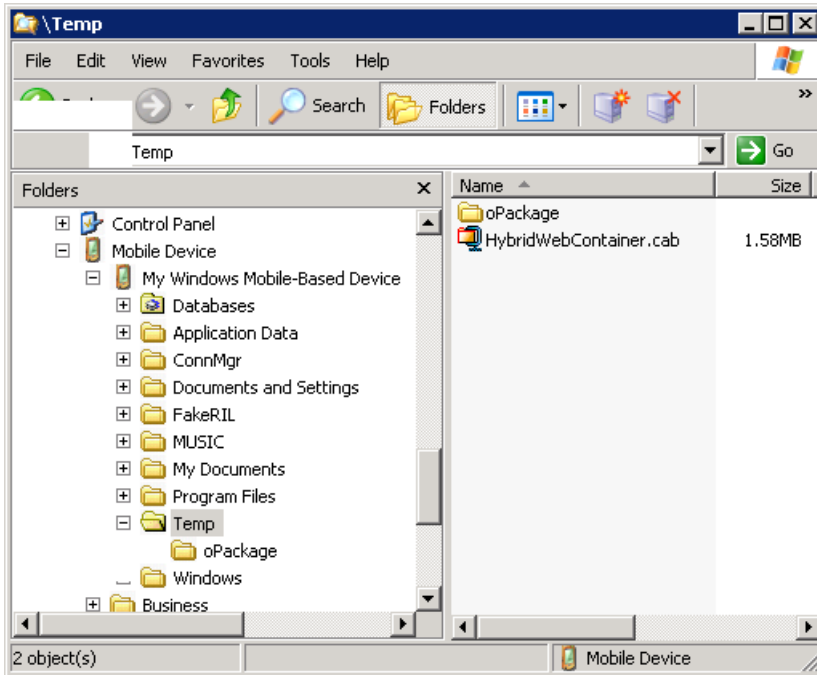 \Temp
File Edit View Favorites Tools Help
Search Folders
Temp Go
Folders
Name Size
Control Panel
Mobile Device
My Windows Mobile-Based Device
Databases
Application Data
ConnMgr
Documents and Settings
FakeRIL
MUSIC
My Documents
Program Files
Temp
oPackage
Windows
Business
oPackage
HybridWebContainer.cab 1.58MB
2 object(s) Mobile Device